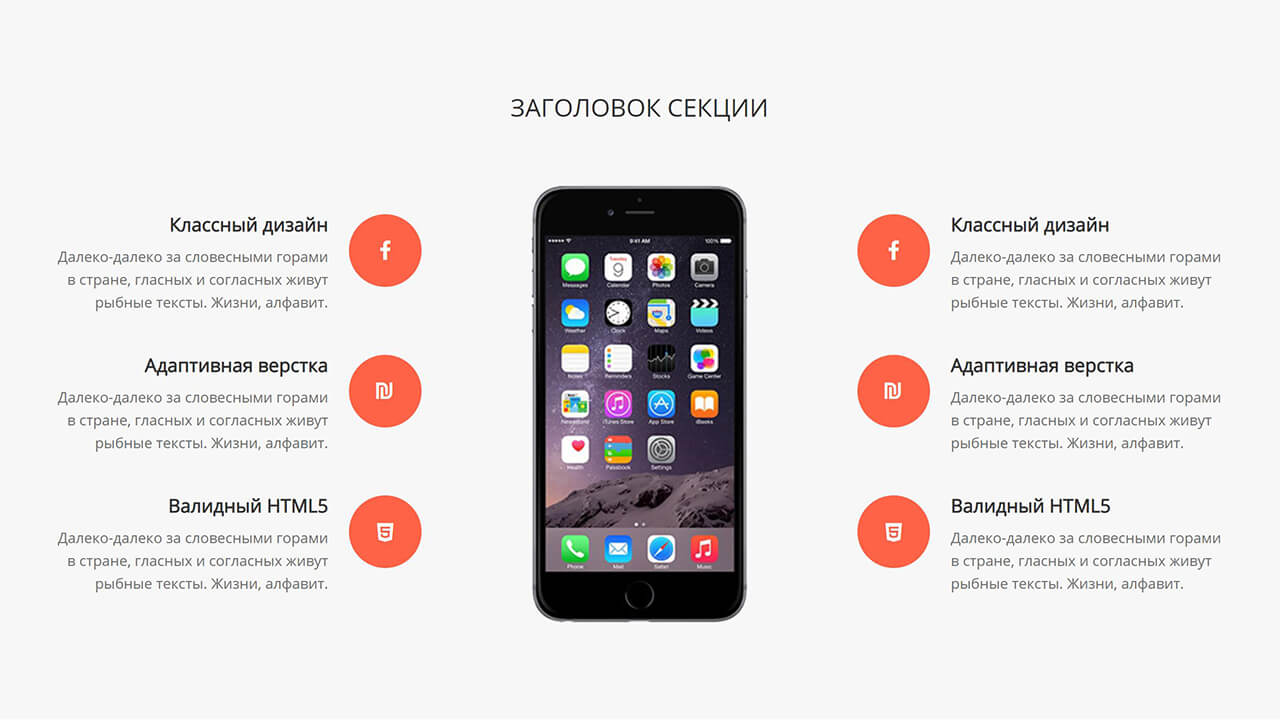 ЗАГОЛОВОК СЕКЦИИ
Классный дизайн
Далеко-далеко за словесными горами
в стране, гласных и согласных живут
рыбные тексты. Жизни, алфавит.
Адаптивная верстка
Далеко-далеко за словесными горами
в стране, гласных и согласных живут
рыбные тексты. Жизни, алфавит.
Валидный HTML5
Далеко-далеко за словесными горами
в стране, гласных и согласных живут
рыбные тексты. Жизни, алфавит.
9:41 AM 100%
Tuesday
9
Messages Calendar Photos Camera
Weather Clock Maps Videos
Notes Reminders Stocks Game Center
Newsstand iTunes Store App Store iBooks
Health Passbook Settings
Phone Mail Safari Music
Классный дизайн
Далеко-далеко за словесными горами
в стране, гласных и согласных живут
рыбные тексты. Жизни, алфавит.
Адаптивная верстка
Далеко-далеко за словесными горами
в стране, гласных и согласных живут
рыбные тексты. Жизни, алфавит.
Валидный HTML5
Далеко-далеко за словесными горами
в стране, гласных и согласных живут
рыбные тексты. Жизни, алфавит.